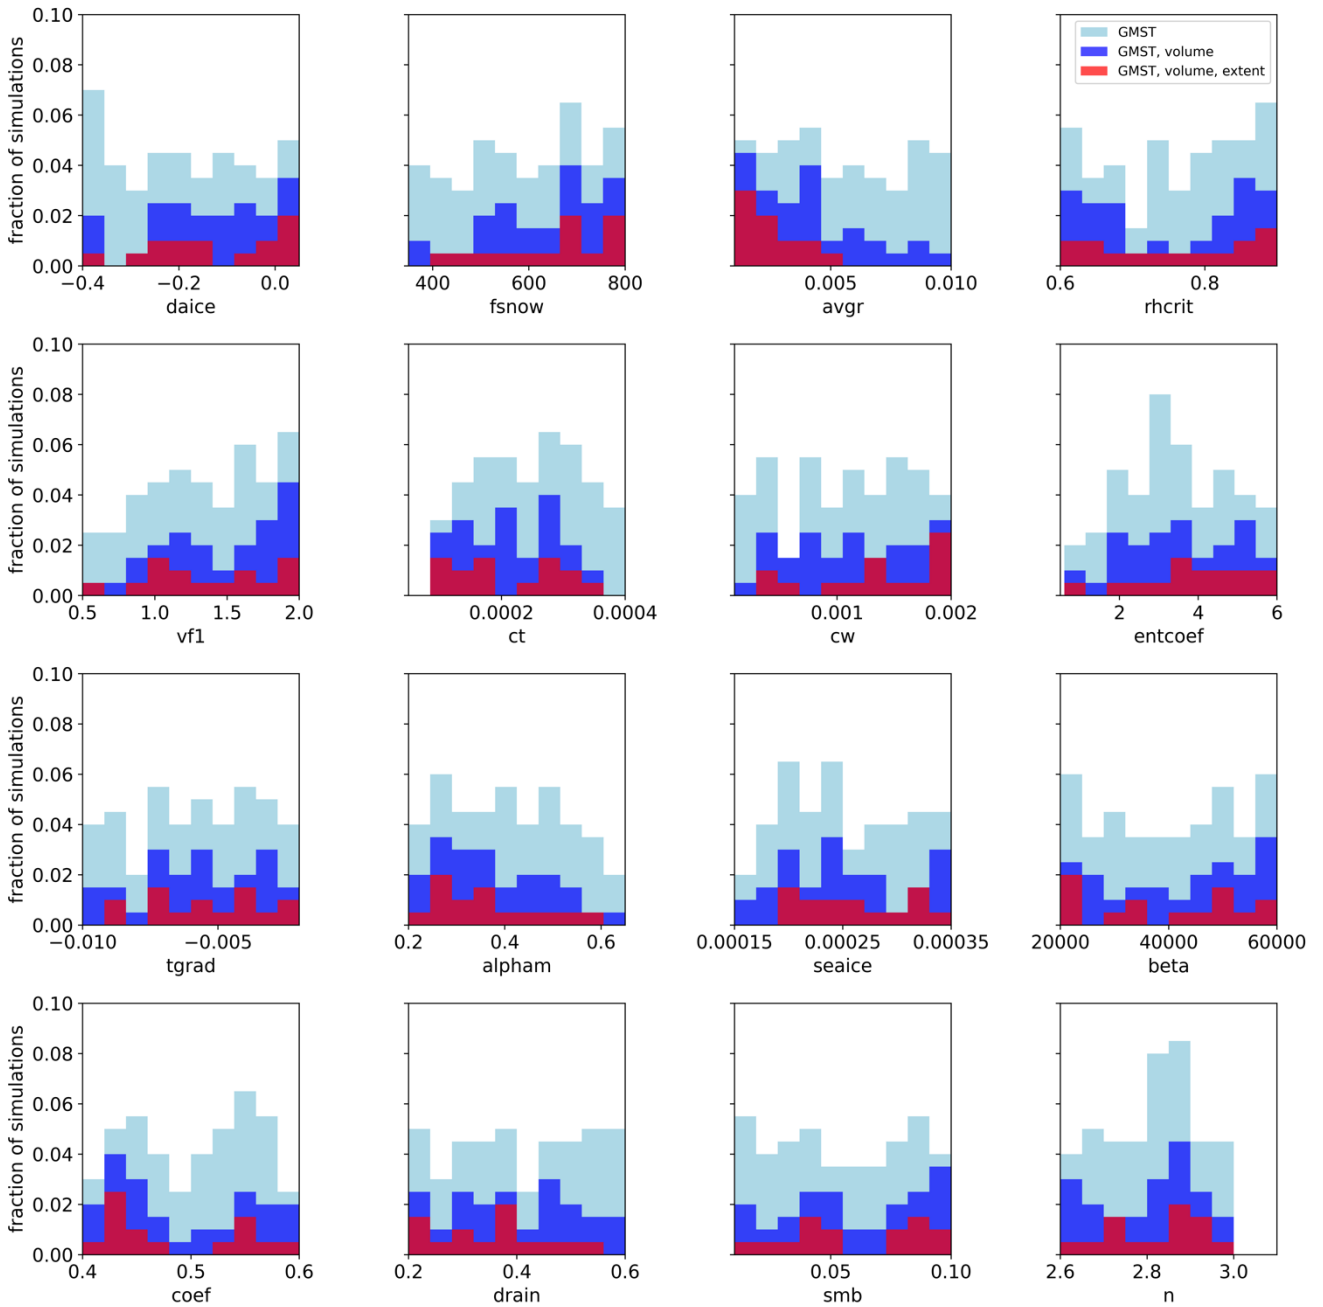 fraction of simulations
0.10
0.08
0.06
0.04
0.02
0.00
−0.4 −0.2 0.0
daice
400 600 800
fsnow
0.005 0.010
avgr
GMST
GMST, volume
GMST, volume, extent
0.6 0.8
rhcrit
fraction of simulations
0.10
0.08
0.06
0.04
0.02
0.00
0.5 1.0 1.5 2.0
vf1
0.0002 0.0004
ct
0.001 0.002
cw
2 4 6
entcoef
fraction of simulations
0.10
0.08
0.06
0.04
0.02
0.00
−0.010 −0.005
tgrad
0.2 0.4 0.6
alpham
0.00015 0.00025 0.00035
seaice
20000 40000 60000
beta
fraction of simulations
0.10
0.08
0.06
0.04
0.02
0.00
0.4 0.5 0.6
coef
0.2 0.4 0.6
drain
0.05 0.10
smb
2.6 2.8 3.0
n